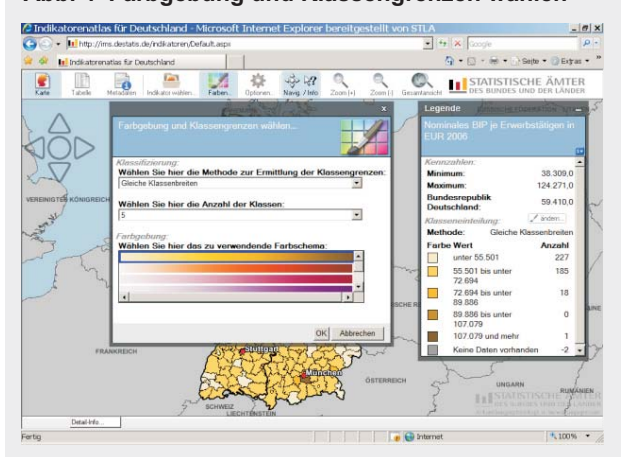 Indikatorenatlas für Deutschland - Microsoft Internet Explorer bereitgestellt von STLA
http://ims.destatis.de/indikatoren/Default.aspx
Google
Indikatorenatlas für Deutschland
Seite
Extras
Karte
Tabelle
Metadaten
Indikator wählen...
Farben...
Optionen...
Navig. / Info
Zoom [+]
Zoom [-]
Gesamtansicht
STATISTISCHE ÄMTER
DES BUNDES UND DER LÄNDER
Farbgebung und Klassengrenzen wählen...
Klassifizierung:
Wählen Sie hier die Methode zur Ermittlung der Klassengrenzen:
Gleiche Klassenbreiten
Wählen Sie hier die Anzahl der Klassen:
5
Farbgebung:
Wählen Sie hier das zu verwendende Farbschema:
OK
Abbrechen
Legende
Nominales BIP je Erwerbstätigen in
EUR 2006
Kennzahlen:
Minimum: 38.309,0
Maximum: 124.271,0
Bundesrepublik
Deutschland: 59.410,0
Klasseneinteilung:
ändern...
Methode: Gleiche Klassenbreiten
Farbe Wert Anzahl
unter 55.501 227
55.501 bis unter 185
72.694
72.694 bis unter 18
89.886
89.886 bis unter 0
107.079
107.079 und mehr 1
Keine Daten vorhanden -2
VEREINIGTES KÖNIGREICH
FRANKREICH
Stuttgart
München
ÖSTERREICH
SCHWEIZ
LIECHTENSTEIN
UNGARN
RUMÄNIEN
STATISTISCHE ÄMTER
DES BUNDES UND DER LÄNDER
Detail-Info...
Fertig
Internet
100%